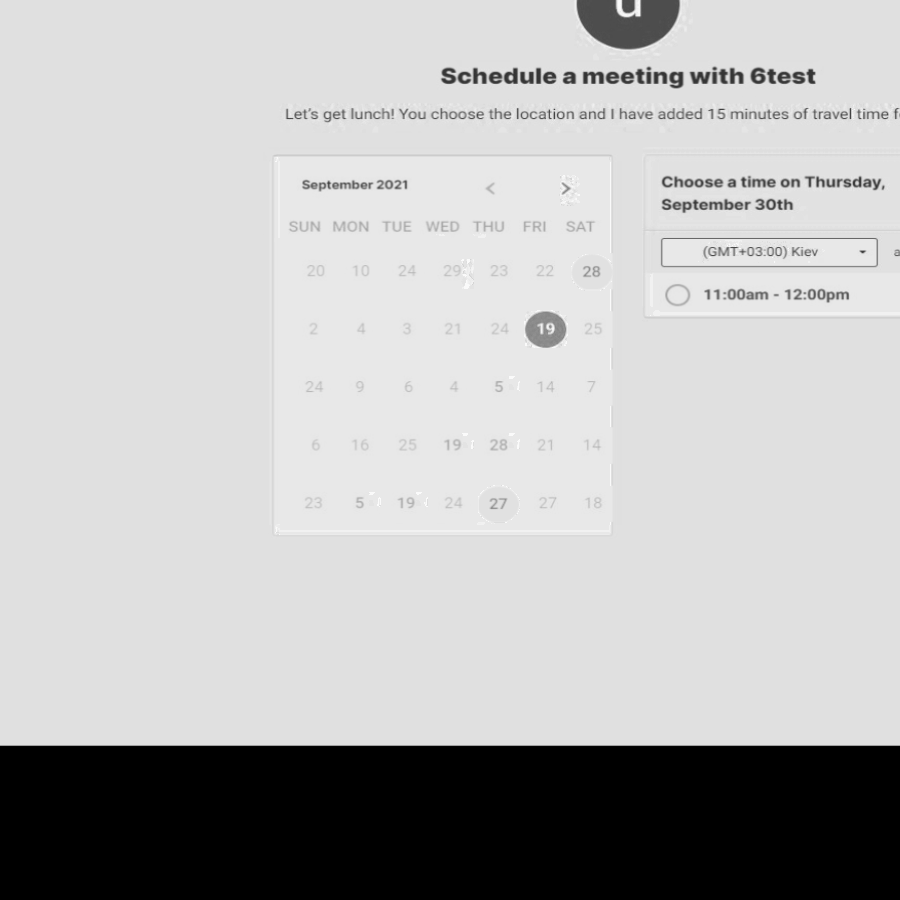 u
Schedule a meeting with 6test
Let's get lunch! You choose the location and I have added 15 minutes of travel time f
September 2021 < >
SUN MON TUE WED THU FRI SAT
20 10 24 29 23 22 28
2 4 3 21 24 19 25
24 9 6 4 5 14 7
6 16 25 19 28 21 14
23 5 19 24 27 27 18
Choose a time on Thursday,
September 30th
(GMT+03:00) Kiev a
11:00am - 12:00pm